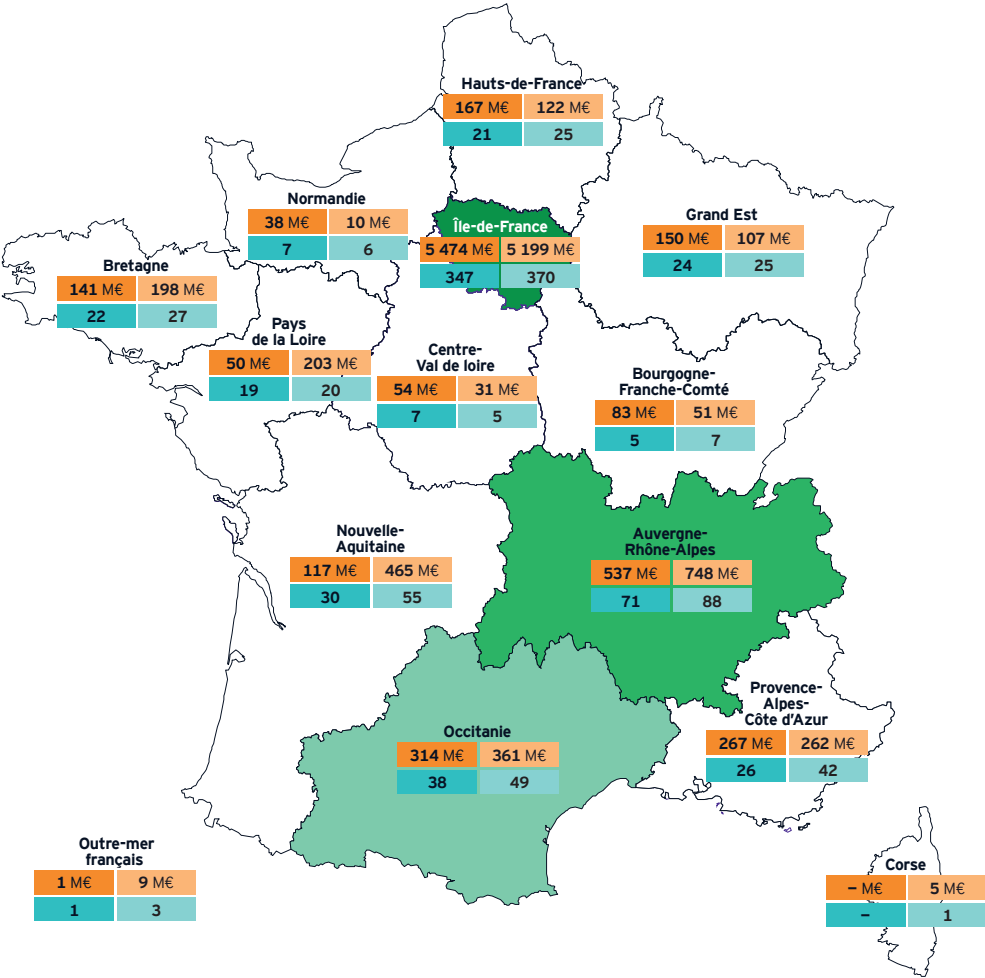 Hauts-de-France
167 M€ 122 M€
21 25
Normandie
38 M€ 10 M€
7 6
Île-de-France
5 474 M€ 5 199 M€
347 370
Grand Est
150 M€ 107 M€
24 25
Bretagne
141 M€ 198 M€
22 27
Pays
de la Loire
50 M€ 203 M€
19 20
Centre-
Val de loire
54 M€ 31 M€
7 5
Bourgogne-
Franche-Comté
83 M€ 51 M€
5 7
Nouvelle-
Aquitaine
117 M€ 465 M€
30 55
Auvergne-
Rhône-Alpes
537 M€ 748 M€
71 88
Provence-
Alpes-
Côte d'Azur
267 M€ 262 M€
26 42
Occitanie
314 M€ 361 M€
38 49
Outre-mer
français
1 M€ 9 M€
1 3
Corse
– M€ 5 M€
– 1